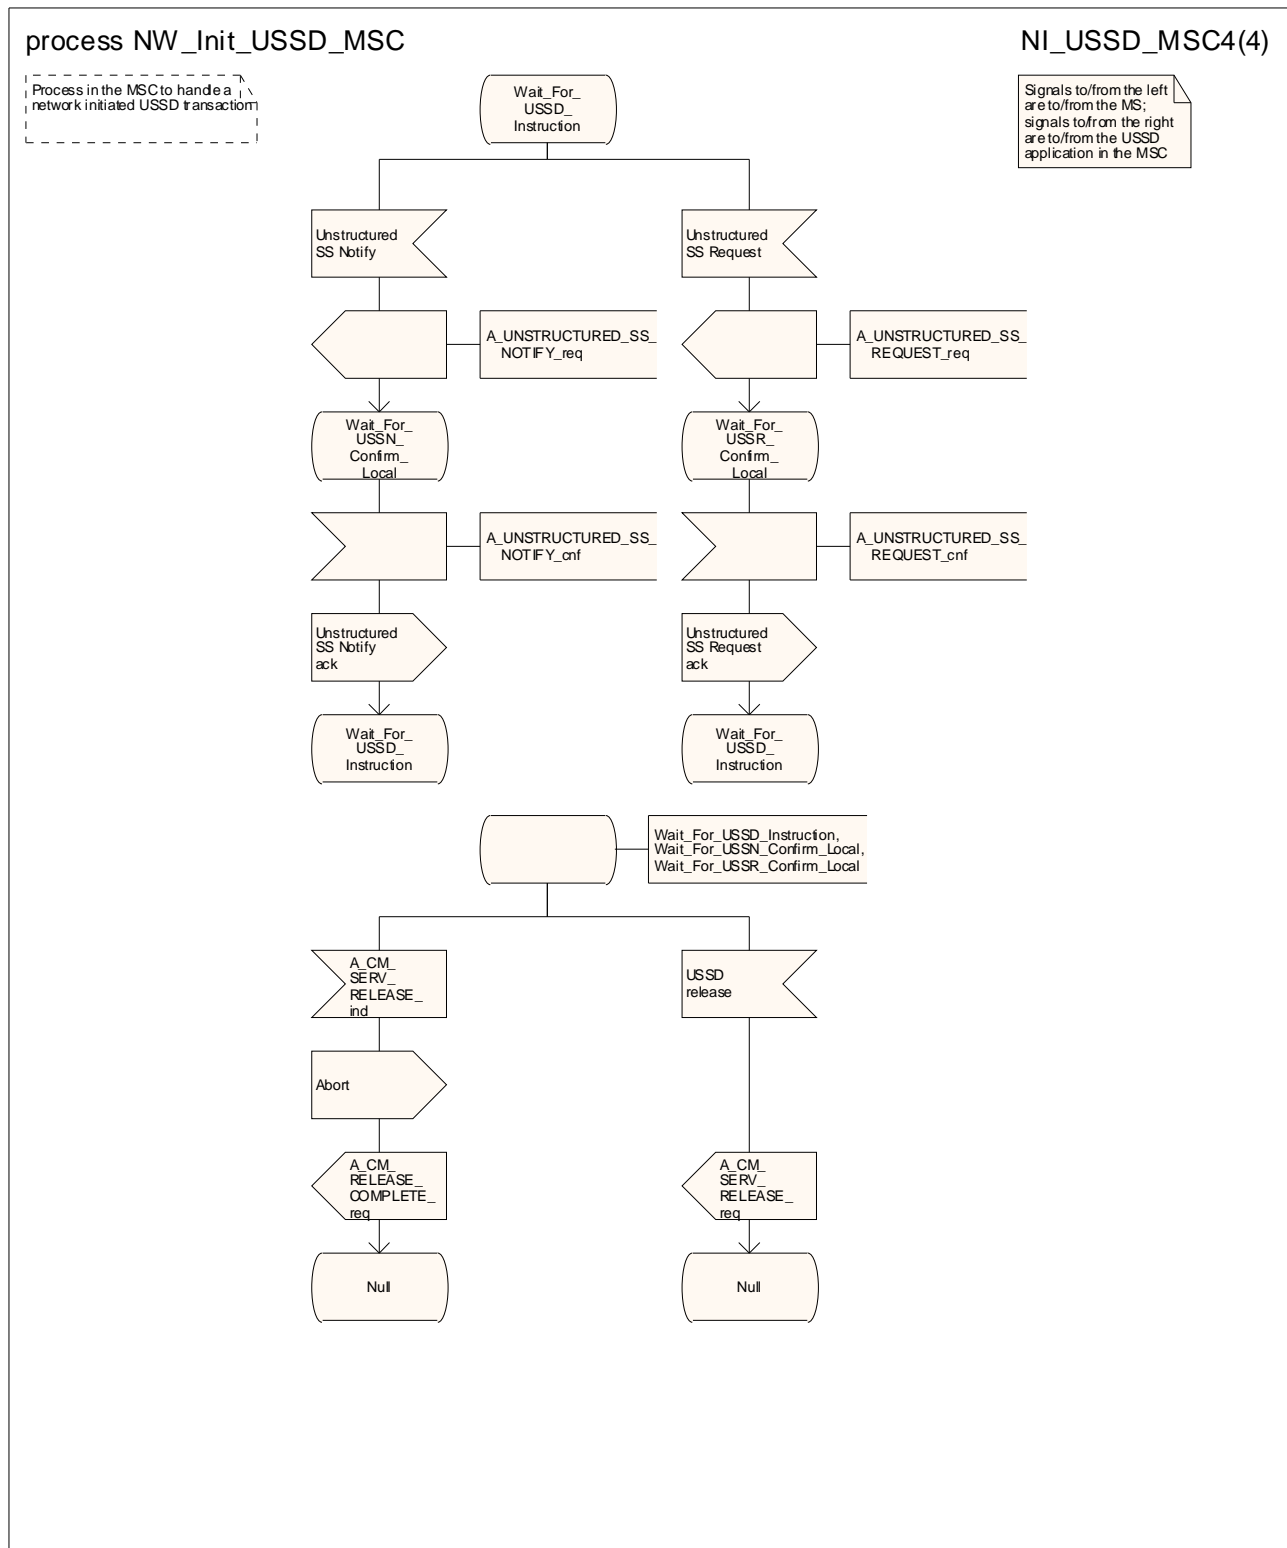 process NW_Init_USSD_MSC
NI_USSD_MSC4(4)
Process in the MSC to handle a
network initiated USSD transaction
Signals to/from the left
are to/from the MS;
signals to/from the right
are to/from the USSD
application in the MSC
Wait_For_
USSD_
Instruction
Unstructured
SS Notify
Unstructured
SS Request
A_UNSTRUCTURED_SS_
NOTIFY_req
A_UNSTRUCTURED_SS_
REQUEST_req
Wait_For_
USSN_
Confirm_
Local
Wait_For_
USSR_
Confirm_
Local
A_UNSTRUCTURED_SS_
NOTIFY_cnf
A_UNSTRUCTURED_SS_
REQUEST_cnf
Unstructured
SS Notify
ack
Unstructured
SS Request
ack
Wait_For_
USSD_
Instruction
Wait_For_
USSD_
Instruction
Wait_For_USSD_Instruction,
Wait_For_USSN_Confirm_Local,
Wait_For_USSR_Confirm_Local
A_CM_
SERV_
RELEASE_
ind
USSD
release
Abort
A_CM_
RELEASE_
COMPLETE_
req
A_CM_
SERV_
RELEASE_
req
Null
Null